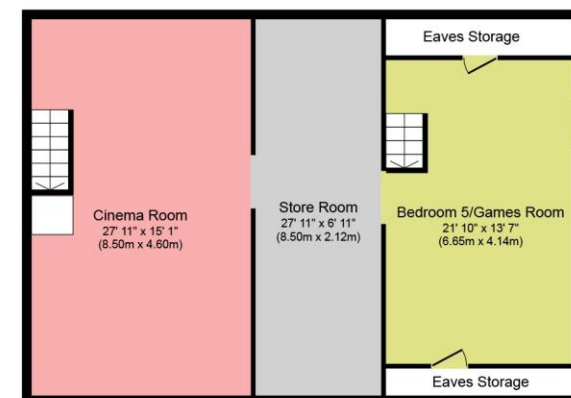 Eaves Storage
Cinema Room
27' 11" x 15' 1"
(8.50m x 4.60m)
Store Room
27' 11" x 6' 11"
(8.50m x 2.12m)
Bedroom 5/Games Room
21' 10" x 13' 7"
(6.65m x 4.14m)
Eaves Storage